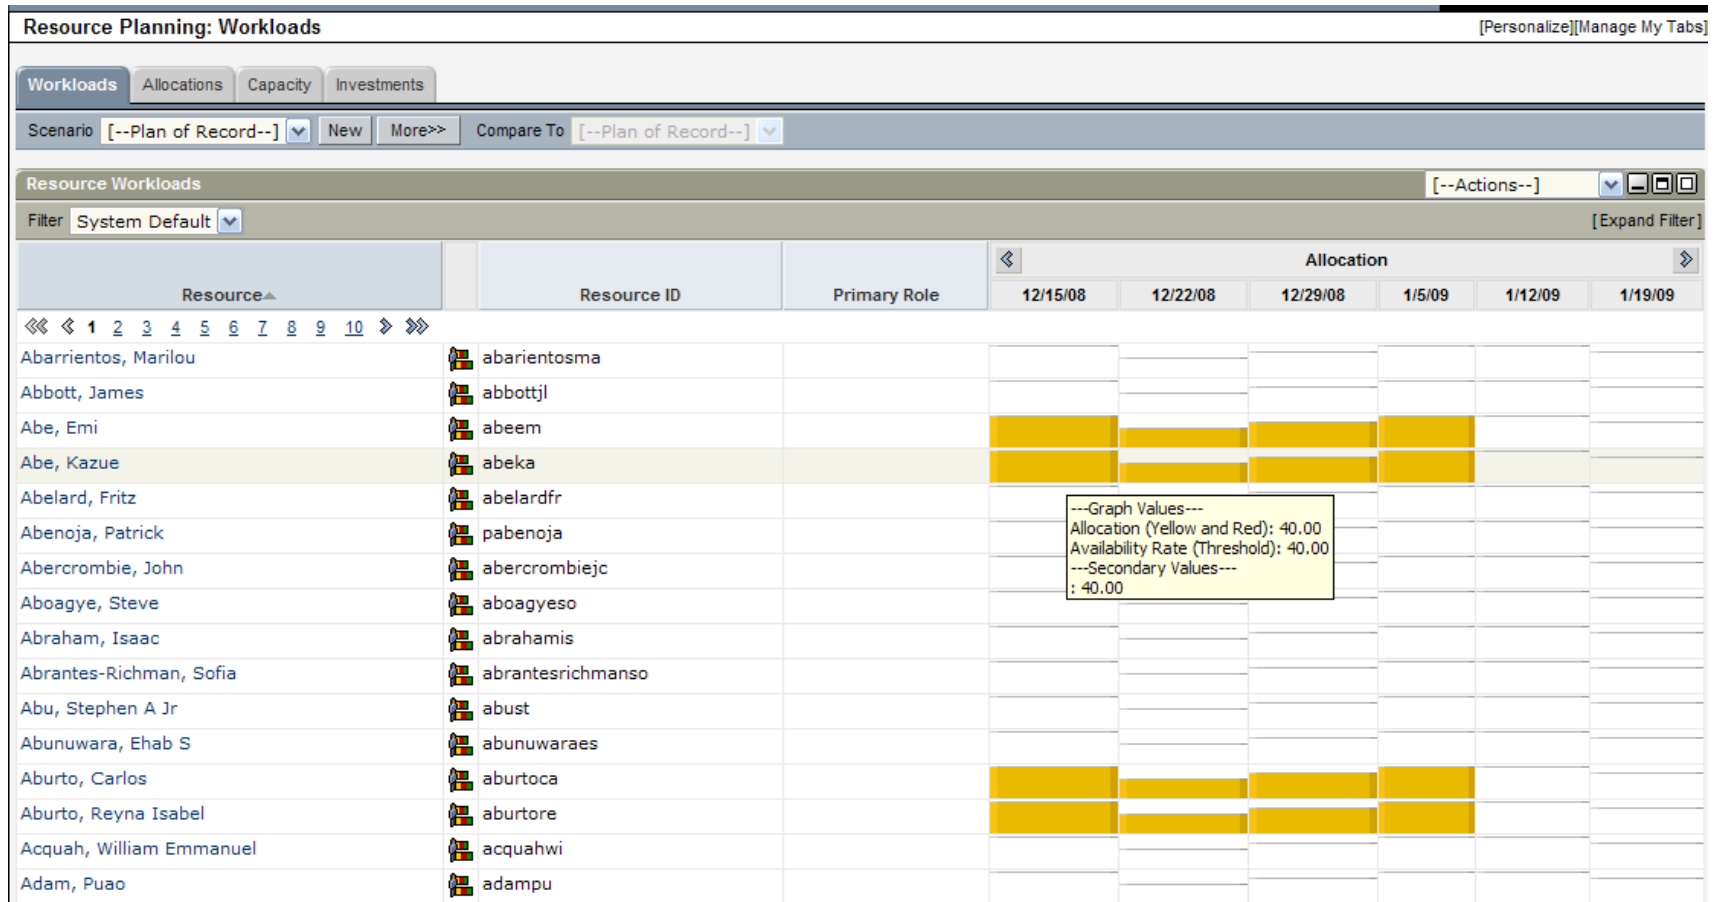 Resource Planning: Workloads [Personalize][Manage My Tabs]
Workloads Allocations Capacity Investments
Scenario [--Plan of Record--] New More>> Compare To [--Plan of Record--]
Resource Workloads [--Actions--]
Filter System Default [Expand Filter]
Allocation
Resource Resource ID Primary Role 12/15/08 12/22/08 12/29/08 1/5/09 1/12/09 1/19/09
1 2 3 4 5 6 7 8 9 10
Abarrientos, Marilou abarientosma
Abbott, James abbottjl
Abe, Emi abeem
Abe, Kazue abeka
Abelard, Fritz abelardfr
---Graph Values---
Allocation (Yellow and Red): 40.00
Availability Rate (Threshold): 40.00
---Secondary Values---
: 40.00
Abenoja, Patrick pabenoja
Abercrombie, John abercrombiejc
Aboagye, Steve aboagyeso
Abraham, Isaac abrahamis
Abrantes-Richman, Sofia abrantesrichmanso
Abu, Stephen A Jr abust
Abunuwara, Ehab S abunuwaraes
Aburto, Carlos aburtoca
Aburto, Reyna Isabel aburtore
Acquah, William Emmanuel acquahwi
Adam, Puao adampu